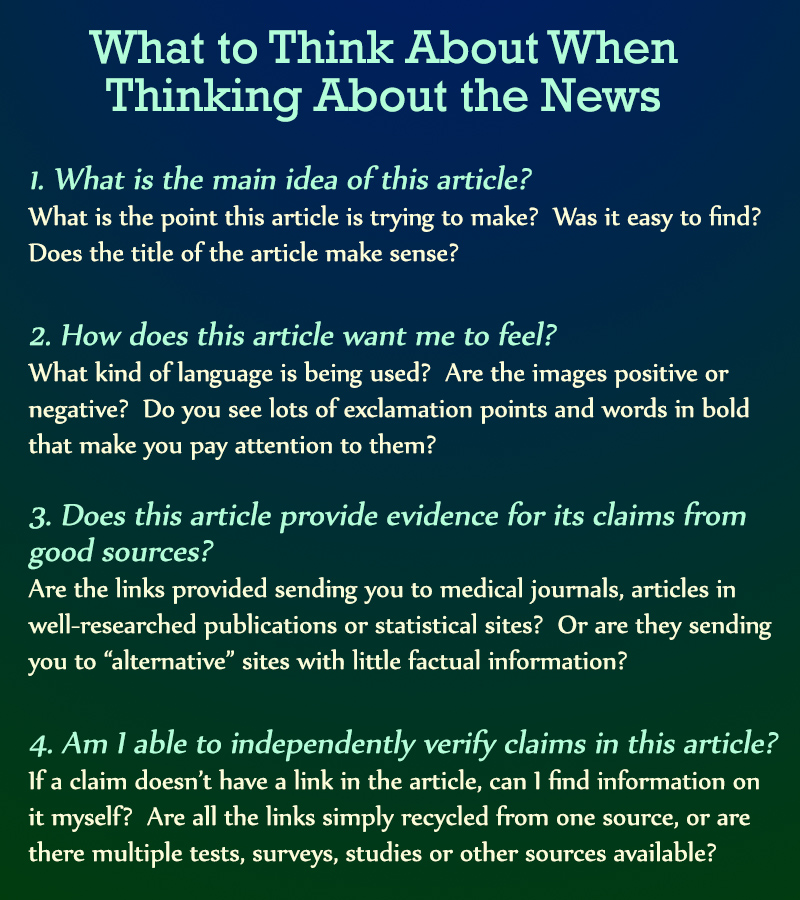 What to Think About When
Thinking About the News
1. What is the main idea of this article?
What is the point this article is trying to make?  Was it easy to find?
Does the title of the article make sense?
2. How does this article want me to feel?
What kind of language is being used?  Are the images positive or
negative?  Do you see lots of exclamation points and words in bold
that make you pay attention to them?
3. Does this article provide evidence for its claims from
good sources?
Are the links provided sending you to medical journals, articles in
well-researched publications or statistical sites?  Or are they sending
you to “alternative” sites with little factual information?
4. Am I able to independently verify claims in this article?
If a claim doesn’t have a link in the article, can I find information on
it myself?  Are all the links simply recycled from one source, or are
there multiple tests, surveys, studies or other sources available?